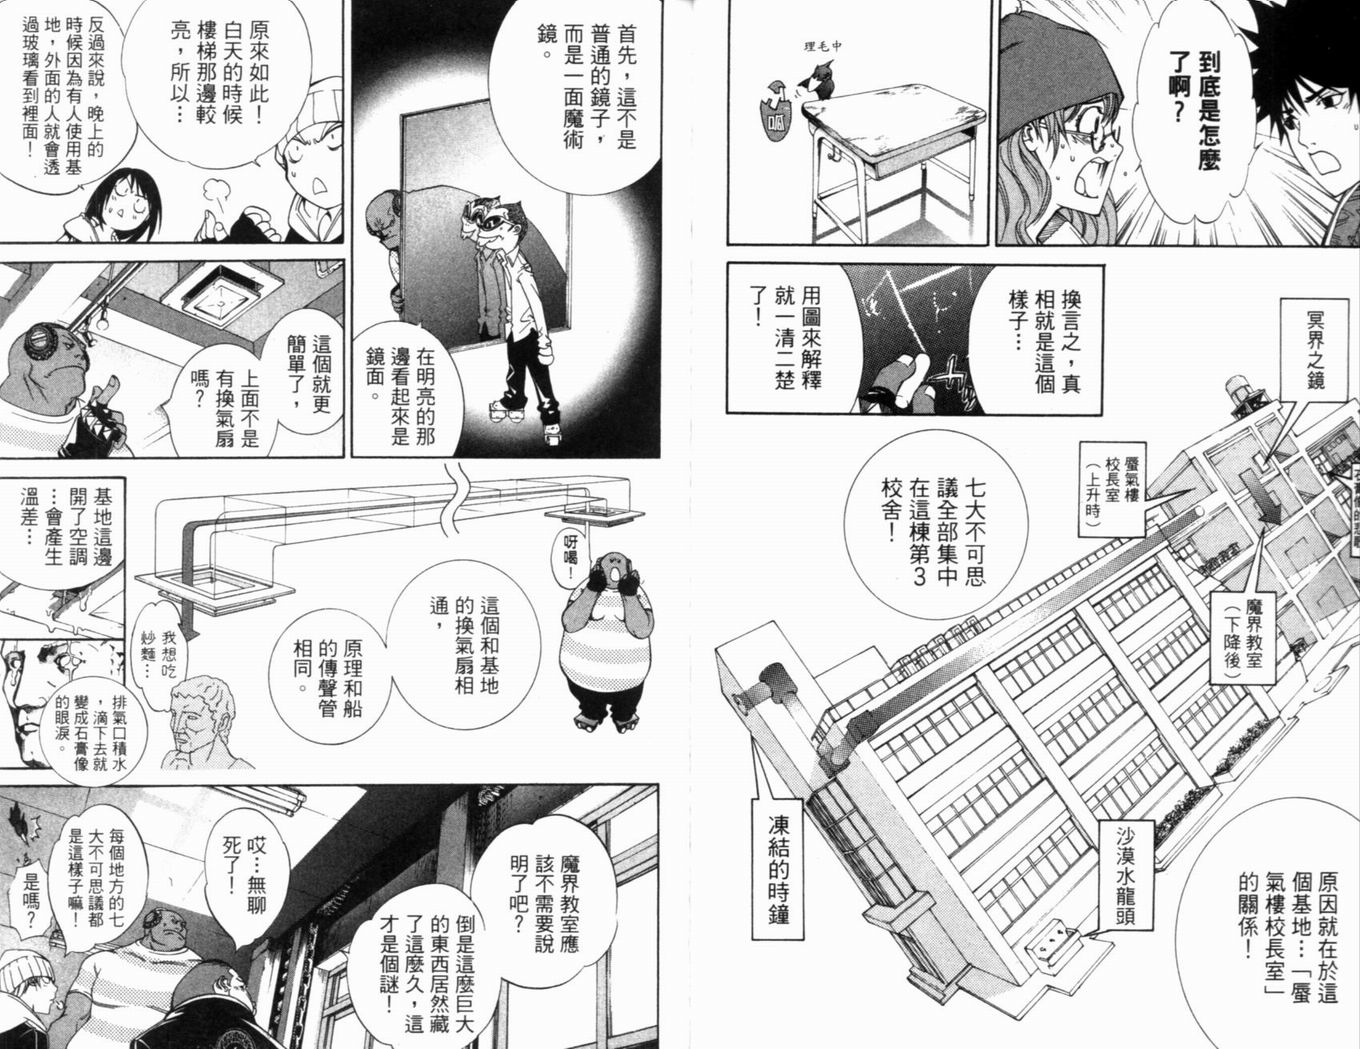 到底是怎麼
了啊？
理毛中
呱
換言之，真
相就是這個
樣子…
用圖來解釋
就一清二楚
了！
冥界之鏡
蜃氣樓
校長室
（上升時）
七大不可思
議全部集中
在這棟第3
校舍！
魔界教室
（下降後）
凍結的時鐘
沙漠水龍頭
原因就在於這
個基地…「蜃
氣樓校長室」
的關係！
首先，這不是
普通的鏡子，
而是一面魔術
鏡。
在明亮的那
邊看起來是
鏡面。
原來如此！
白天的時候
樓梯那邊較
亮，所以…
反過來說，晚上的
時候因為有人使用基
地，外面的人就會透
過玻璃看到裡面！
這個就更
簡單了，
上面不是
有換氣扇
嗎？
呀喝！
這個和基地
的換氣扇相
通，
原理和船
的傳聲管
相同。
我想吃
炒麵…
基地這邊
開了空調
…會產生
溫差…
排氣口積水
，滴下去就
變成石膏像
的眼淚。
魔界教室應
該不需要說
明了吧？
倒是這麼巨大
的東西居然藏
了這麼久，這
才是個謎！
哎…無聊
死了！
每個地方的七
大不可思議都
是這樣子嘛！
是嗎？